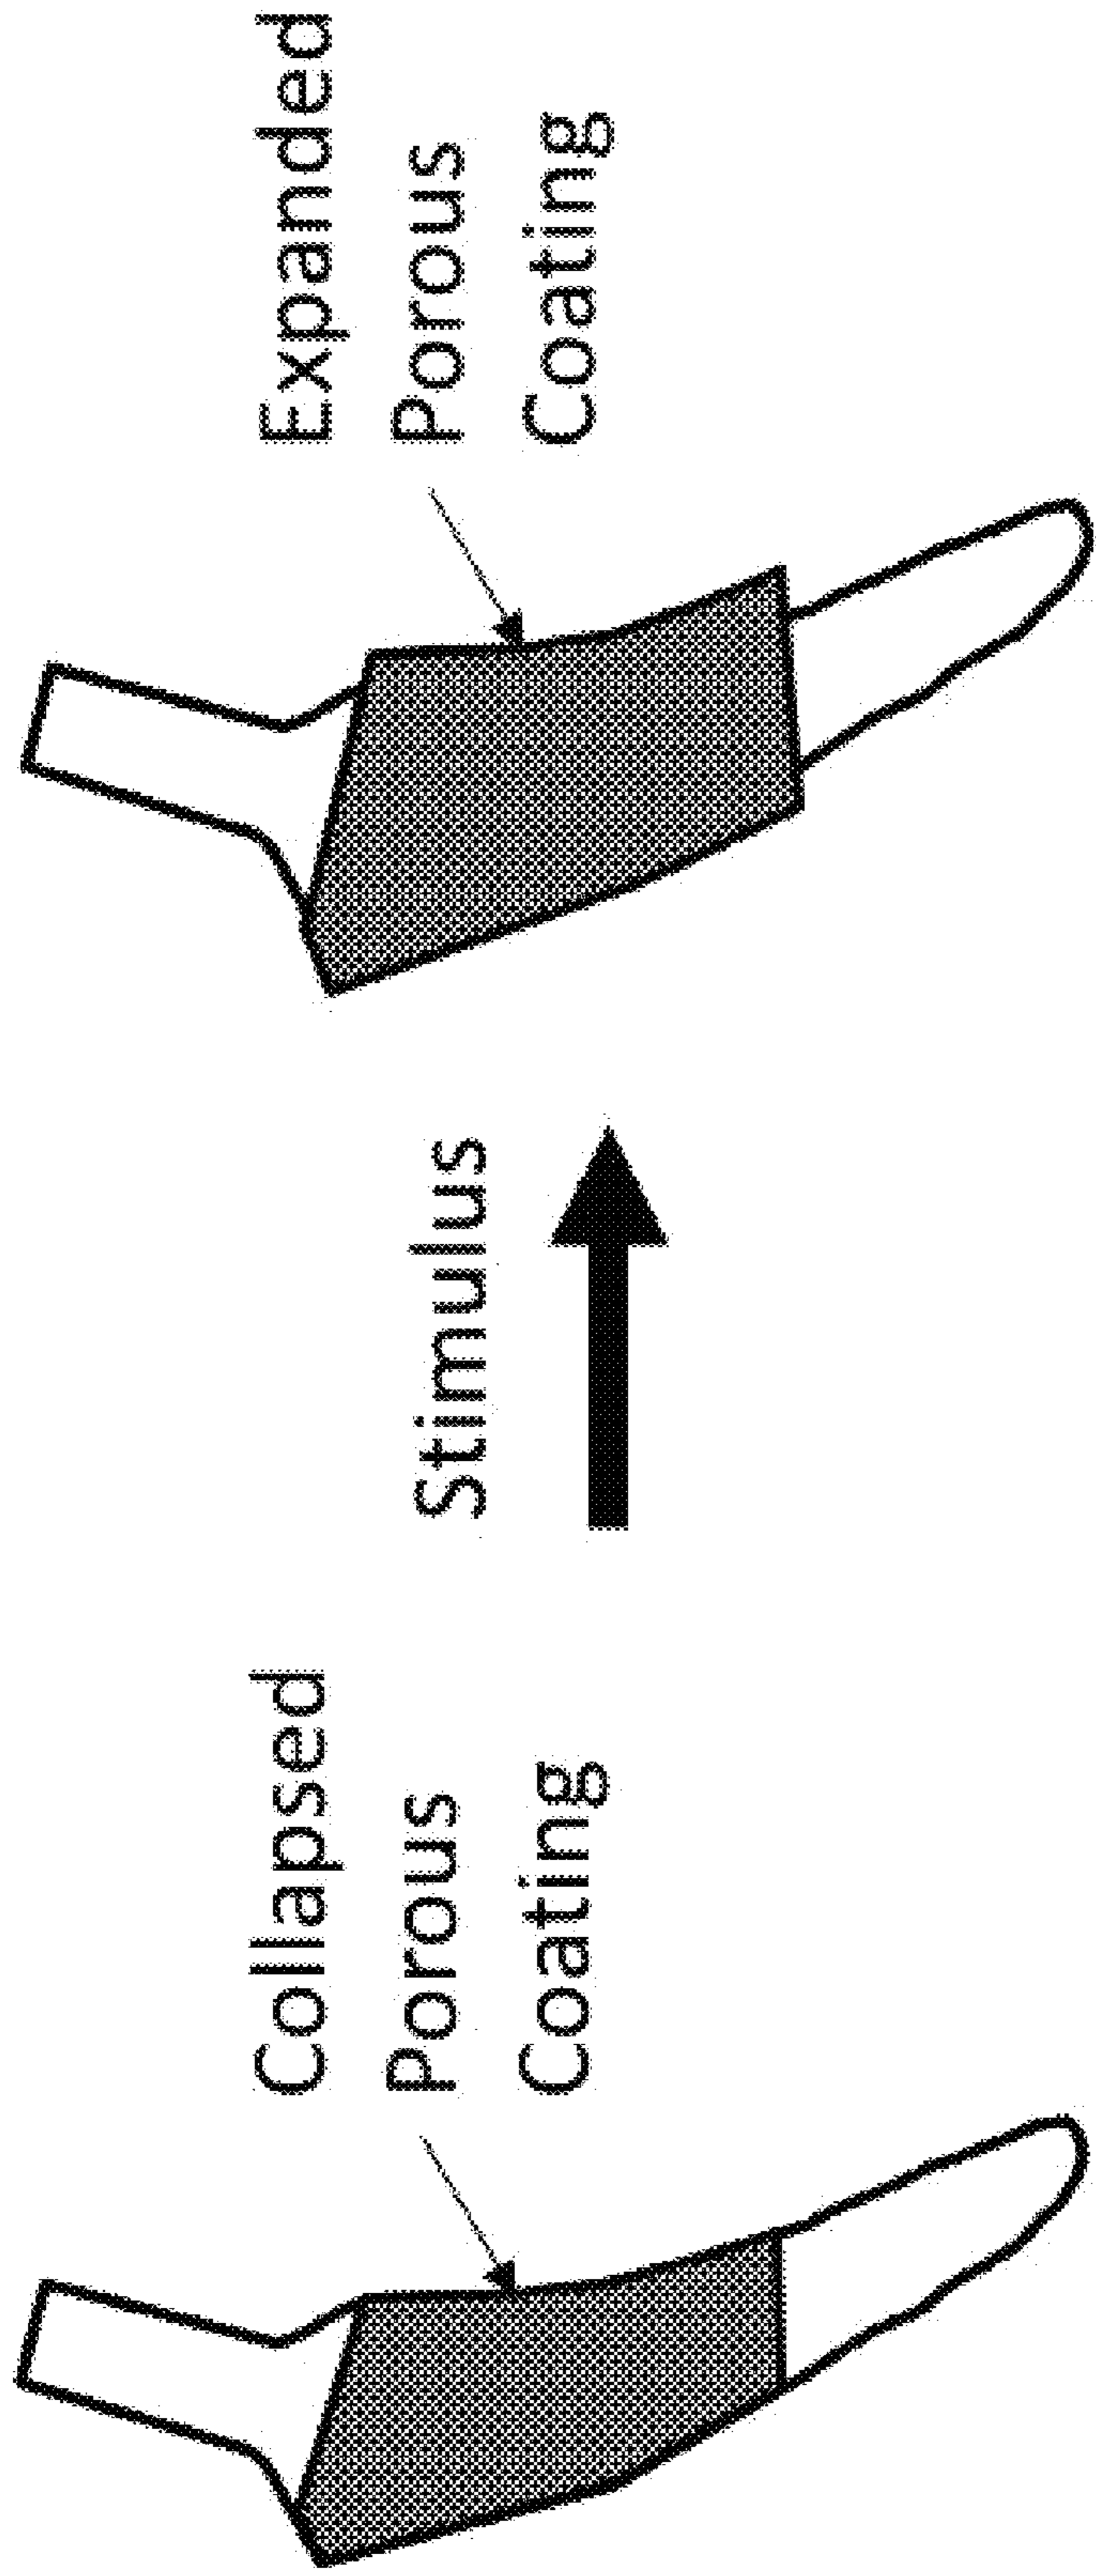 Collapsed
Porous
Coating
Stimulus
Expanded
Porous
Coating